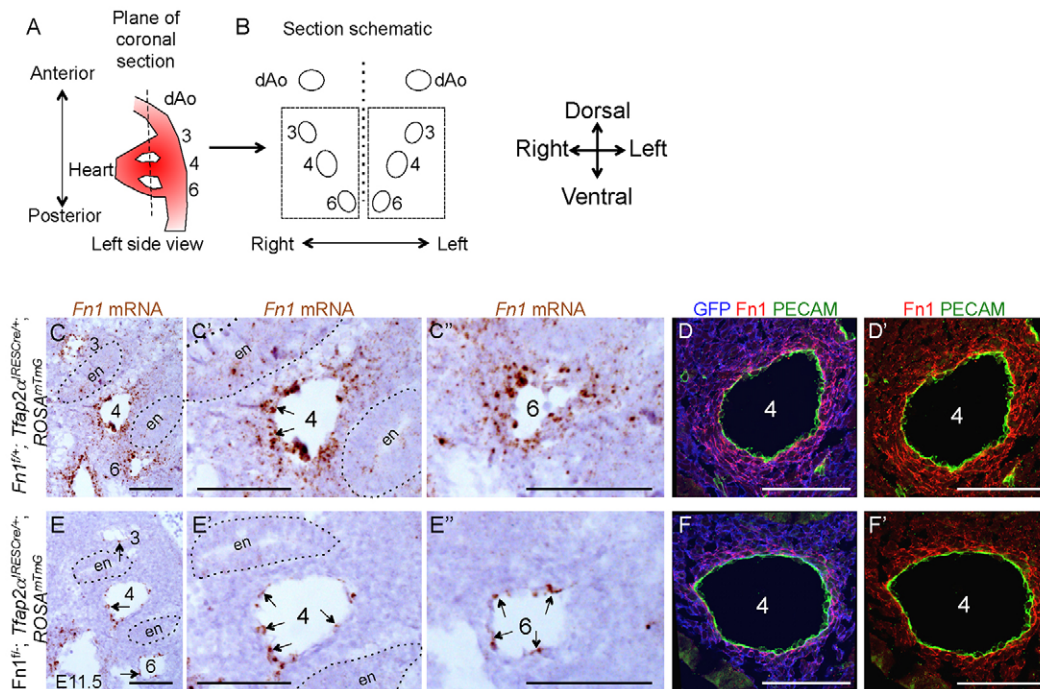 A
Plane of
coronal
section
B
Section schematic
Anterior
dAo
3
4
6
Heart
Posterior
Left side view
dAo
dAo
3
3
4
4
6
6
Right
Left
Dorsal
Right
Left
Ventral
Fn1 mRNA
Fn1 mRNA
Fn1 mRNA
GFP Fn1 PECAM
Fn1 PECAM
Fn1f/+; Tfap2αIRESCre/+;
ROSAmTmG
C
3
en
4
en
6
C'
en
4
en
C''
6
D
4
D'
4
Fn1f/-; Tfap2αIRESCre/+;
ROSAmTmG
E
3
en
4
en
6
E11.5
E'
en
4
en
E''
6
F
4
F'
4